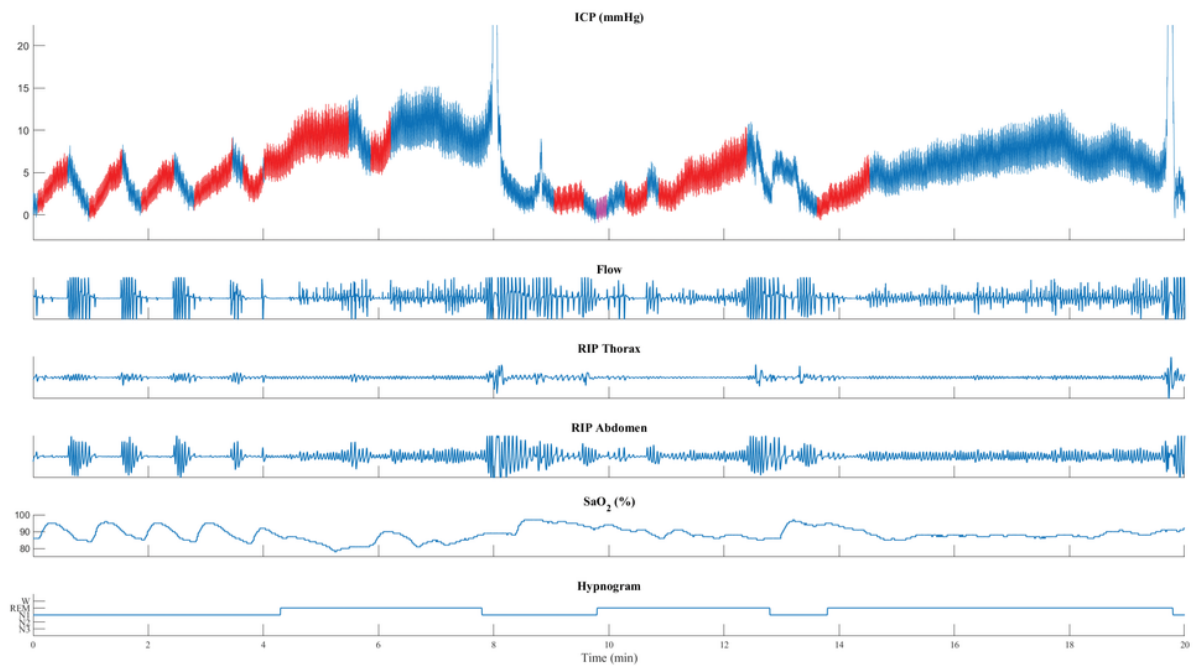 ICP (mmHg)
20
15
10
5
0
Flow
RIP Thorax
RIP Abdomen
SaO2 (%)
100
90
80
Hypnogram
W
REM
N1
N2
N3
0 2 4 6 8 10 12 14 16 18 20
Time (min)